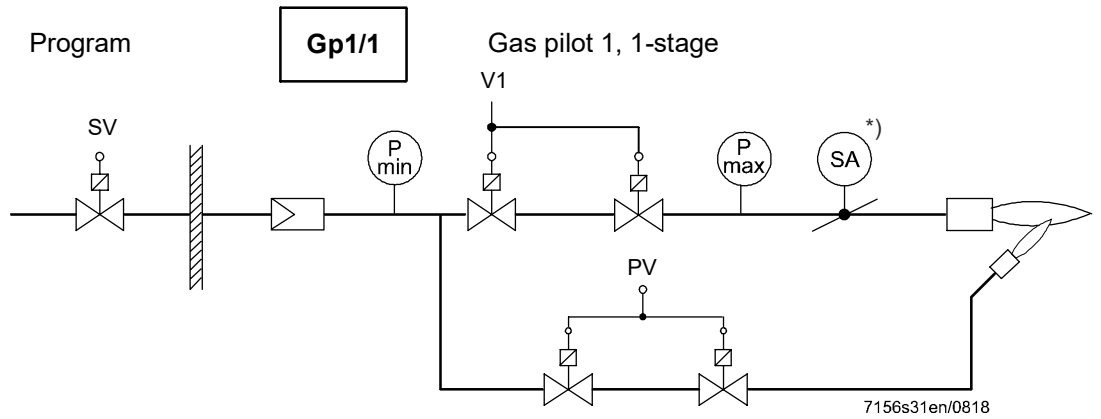 Program Gp1/1 Gas pilot 1, 1-stage
V1
SV
P min
P max
SA *)
PV
7156s31en/0818